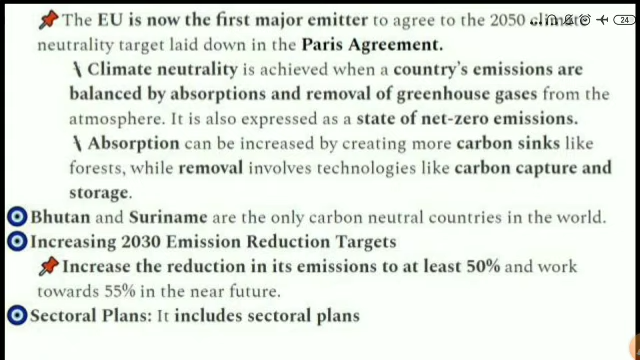 The EU is now the first major emitter to agree to the 2050 climate
neutrality target laid down in the Paris Agreement.
\ Climate neutrality is achieved when a country's emissions are
balanced by absorptions and removal of greenhouse gases from the
atmosphere. It is also expressed as a state of net-zero emissions.
\ Absorption can be increased by creating more carbon sinks like
forests, while removal involves technologies like carbon capture and
storage.
Bhutan and Suriname are the only carbon neutral countries in the world.
Increasing 2030 Emission Reduction Targets
Increase the reduction in its emissions to at least 50% and work
towards 55% in the near future.
Sectoral Plans: It includes sectoral plans
24